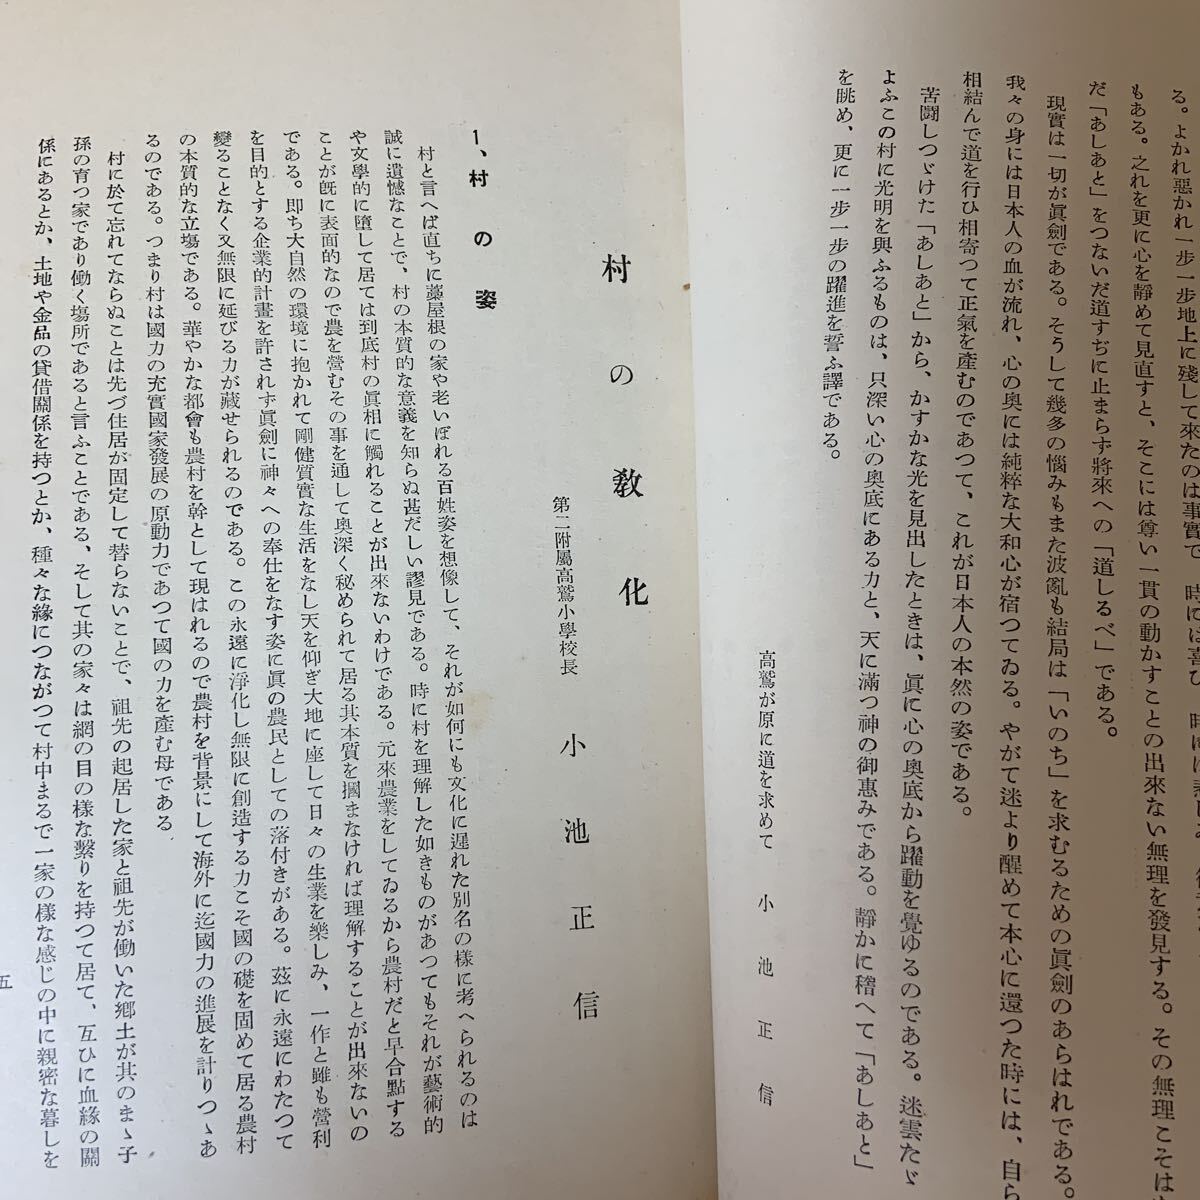 る。よかれ惡かれ一步一步地上に殘して來たのは事實で、時には喜び
もある。之れを更に心を靜めて見直すと、そこには尊い一貫の動かすことの出來ない無理を發見する。その無理こそは
だ「あしあと」をつないだ道すぢに止まらず將來への「道しるべ」である。
現實は一切が眞劍である。そうして幾多の惱みもまた波亂も結局は「いのち」を求むるための眞劍のあらはれである。
我々の身には日本人の血が流れ、心の奧には純粹な大和心が宿つてゐる。やがて迷より醒めて本心に還つた時には、自ら
相結んで道を行ひ相寄つて正氣を產むのであつて、これが日本人の本然の姿である。
苦鬪しつゞけた「あしあと」から、かすかな光を見出したときは、眞に心の奧底から躍動を覺ゆるのである。迷雲たゞ
よふこの村に光明を與ふるものは、只深い心の奧底にある力と、天に滿つ神の御惠みである。靜かに稽へて「あしあと」
を眺め、更に一步一步の躍進を誓ふ譯である。
高鷲が原に道を求めて 小池正信
村の敎化
第二附屬高鷲小學校長 小池正信
1、村の姿
村と言へば直ちに藁屋根の家や老いぼれる百姓姿を想像して、それが如何にも文化に遲れた別名の樣に考へられるのは
誠に遺憾なことで、村の本質的な意義を知らぬ甚だしい謬見である。時に村を理解した如きものがあつてもそれが藝術的
や文學的に墮して居ては到底村の眞相に觸れることが出來ないわけである。元來農業をしてゐるから農村だと早合點する
ことが旣に表面的なので農を營むその事を通して奧深く秘められて居る其本質を摑まなければ理解することが出來ないの
である。卽ち大自然の環境に抱かれて剛健質實な生活をなし天を仰ぎ大地に座して日々の生業を樂しみ、一作と雖も營利
を目的とする企業的計畫を許されず眞劍に神々への奉仕をなす姿に眞の農民としての落付きがある。茲に永遠にわたつて
變ることなく又無限に延びる力が藏せられるのである。この永遠に淨化し無限に創造する力こそ國の礎を固めて居る農村
の本質的な立塲である。華やかな都會も農村を幹として現はれるので農村を背景にして海外に迄國力の進展を計りつゝあ
るのである。つまり村は國力の充實國家發展の原動力であつて國の力を產む母である.
村に於て忘れてならぬことは先づ住居が固定して替らないことで、祖先の起居した家と祖先が働いた鄕土が其のまゝ子
孫の育つ家であり働く塲所であると言ふことである、そして其の家々は網の目の樣な繫りを持つて居て、互ひに血緣の關
係にあるとか、土地や金品の貸借關係を持つとか、種々な緣につながつて村中まるで一家の樣な感じの中に親密な暮しを
五